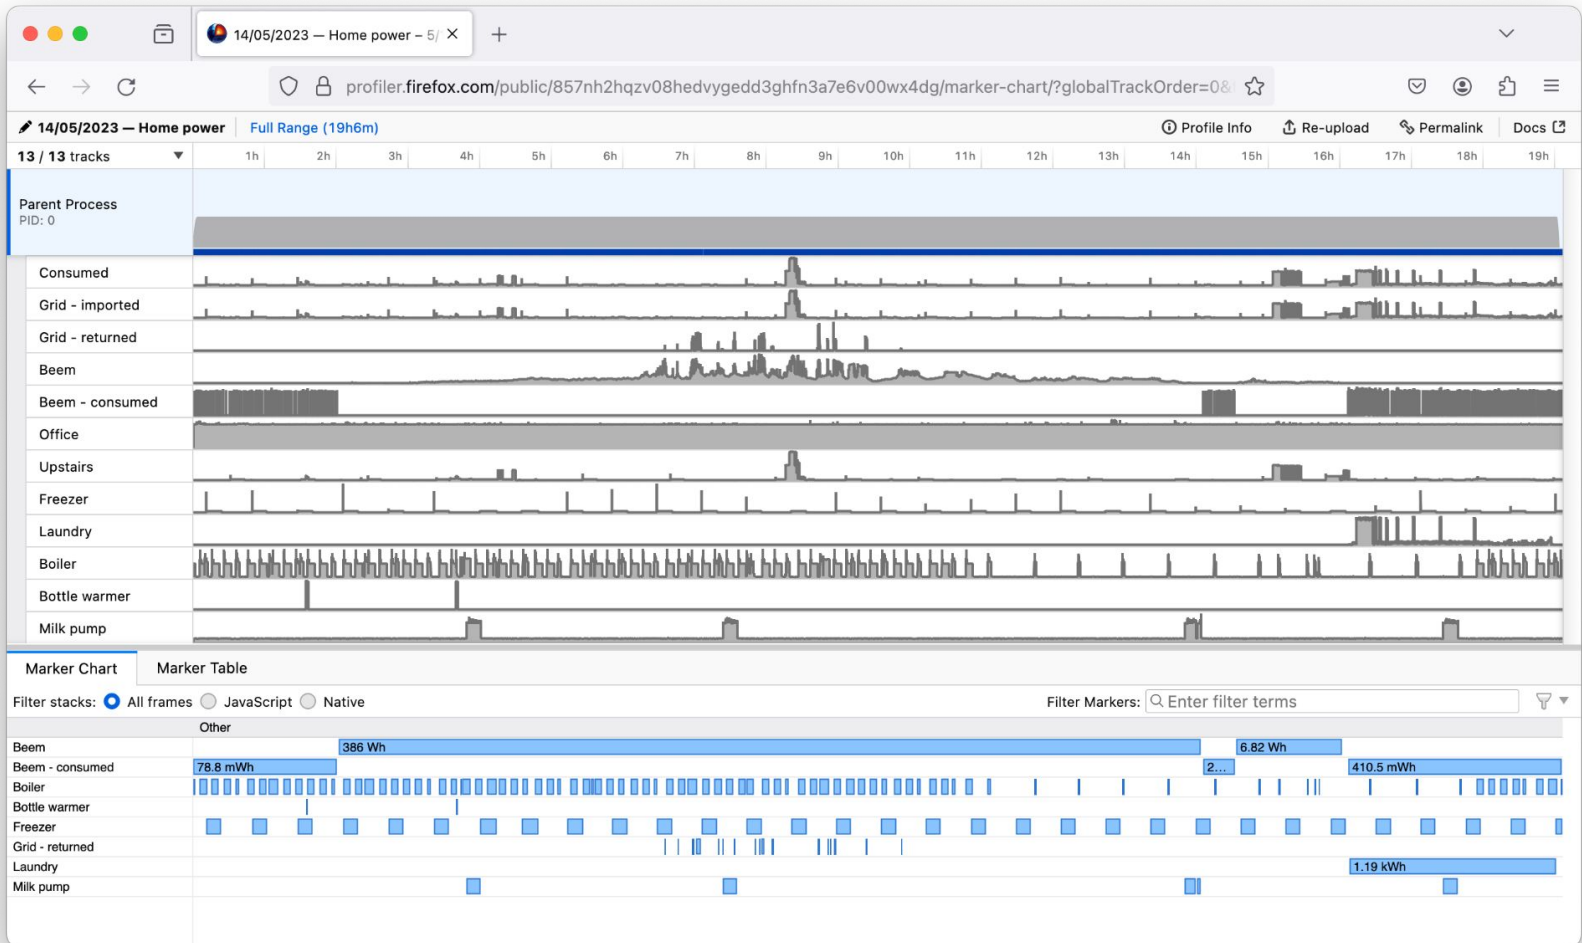 14/05/2023 — Home power – 5/
profiler.firefox.com/public/857nh2hqzv08hedvygedd3ghfn3a7e6v00wx4dg/marker-chart/?globalTrackOrder=0&
14/05/2023 — Home power Full Range (19h6m) Profile Info Re-upload Permalink Docs
13 / 13 tracks 1h 2h 3h 4h 5h 6h 7h 8h 9h 10h 11h 12h 13h 14h 15h 16h 17h 18h 19h
Parent Process
PID: 0
Consumed
Grid - imported
Grid - returned
Beem
Beem - consumed
Office
Upstairs
Freezer
Laundry
Boiler
Bottle warmer
Milk pump
Marker Chart Marker Table
Filter stacks: All frames JavaScript Native Filter Markers: Enter filter terms
Other
Beem 386 Wh 6.82 Wh
Beem - consumed 78.8 mWh 2... 410.5 mWh
Boiler
Bottle warmer
Freezer
Grid - returned
Laundry 1.19 kWh
Milk pump